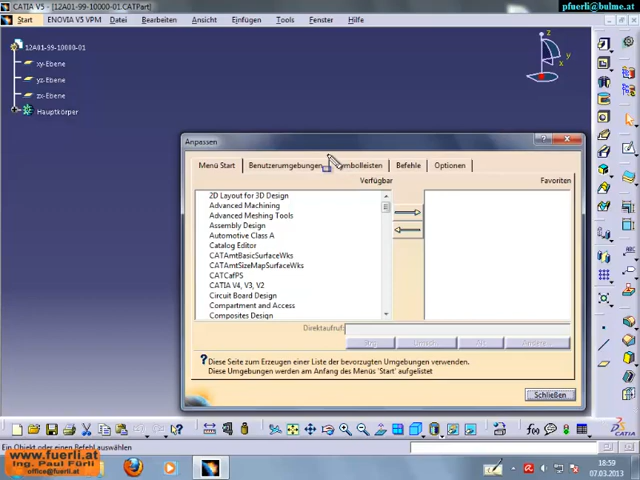 CATIA V5 - [12A01-99-10000-01.CATPart]
pfuerli@bulme.at
Start ENOVIA V5 VPM Datei Bearbeiten Ansicht Einfügen Tools Fenster Hilfe
12A01-99-10000-01
xy-Ebene
yz-Ebene
zx-Ebene
Hauptkörper
z
x
y
Anpassen
Menü Start Benutzerumgebungen Symbolleisten Befehle Optionen
Verfügbar Favoriten
2D Layout for 3D Design
Advanced Machining
Advanced Meshing Tools
Assembly Design
Automotive Class A
Catalog Editor
CATAmtBasicSurfaceWks
CATAmtSizeMapSurfaceWks
CATCafPS
CATIA V4, V3, V2
Circuit Board Design
Compartment and Access
Composites Design
Direktaufruf:
Strg Umsch. Alt Andere...
Diese Seite zum Erzeugen einer Liste der bevorzugten Umgebungen verwenden.
Diese Umgebungen werden am Anfang des Menüs 'Start' aufgelistet
Schließen
CATIA
Ein Objekt oder einen Befehl auswählen
www.fuerli.at
Ing. Paul Fürli
office@fuerli.at
18:59
07.03.2013